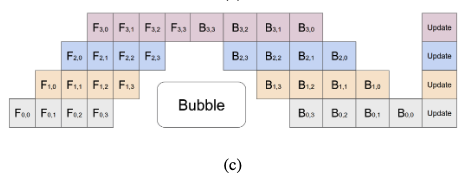 F3,0 F3,1 F3,2 F3,3 B3,3 B3,2 B3,1 B3,0 Update
F2,0 F2,1 F2,2 F2,3 B2,3 B2,2 B2,1 B2,0 Update
F1,0 F1,1 F1,2 F1,3 B1,3 B1,2 B1,1 B1,0 Update
Bubble
F0,0 F0,1 F0,2 F0,3 B0,3 B0,2 B0,1 B0,0 Update
(c)